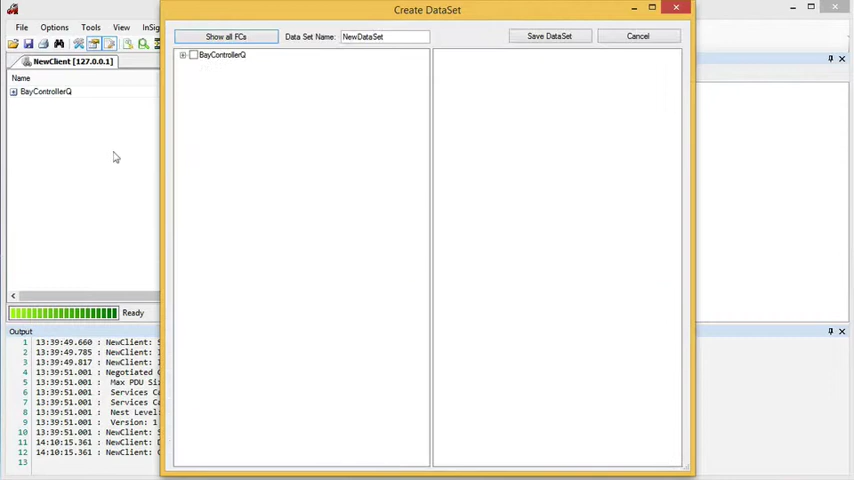 Create DataSet
File Options Tools View InSig
Show all FCs Data Set Name: NewDataSet Save DataSet Cancel
NewClient [127.0.0.1]
BayControllerQ
Name
BayControllerQ
Ready
Output
1 13:39:49.660 : NewClient: S
2 13:39:49.785 : NewClient: I
3 13:39:49.817 : NewClient: I
4 13:39:51.001 : Negotiated
5 13:39:51.001 : Max PDU Si
6 13:39:51.001 : Services Ca
7 13:39:51.001 : Services Ca
8 13:39:51.001 : Nest Level:
9 13:39:51.001 : Version: 1
10 13:39:51.001 : NewClient: S
11 14:10:15.361 : NewClient: D
12 14:10:15.361 : NewClient:
13